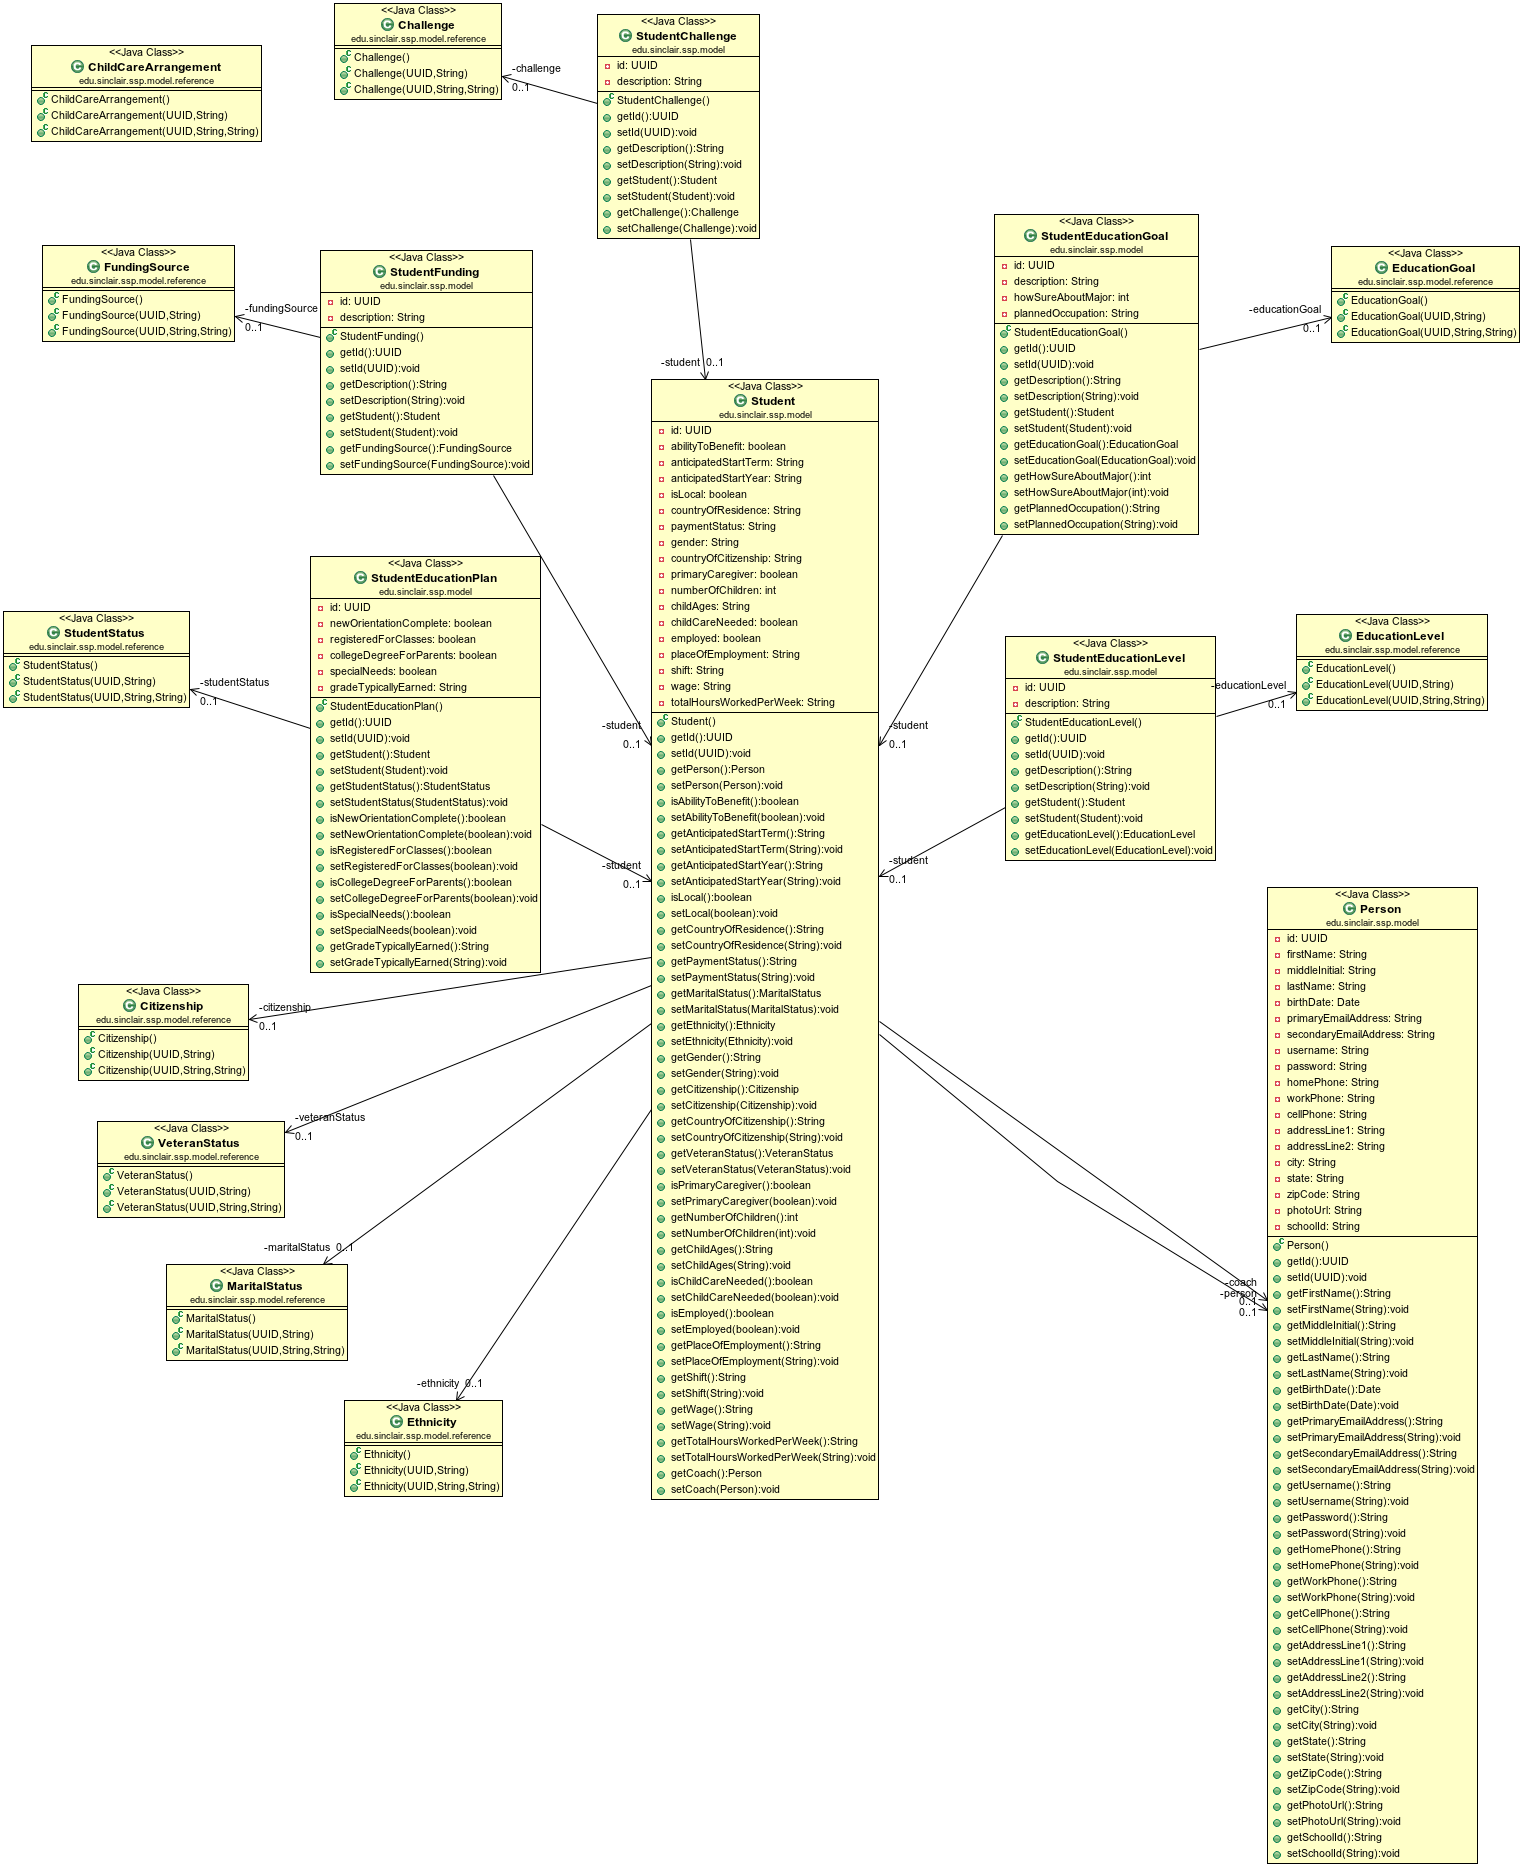 <<Java Class>>
ChildCareArrangement
edu.sinclair.ssp.model.reference
ChildCareArrangement()
ChildCareArrangement(UUID,String)
ChildCareArrangement(UUID,String,String)
<<Java Class>>
Challenge
edu.sinclair.ssp.model.reference
Challenge()
Challenge(UUID,String)
Challenge(UUID,String,String)
-challenge
0..1
<<Java Class>>
StudentChallenge
edu.sinclair.ssp.model
id: UUID
description: String
StudentChallenge()
getId():UUID
setId(UUID):void
getDescription():String
setDescription(String):void
getStudent():Student
setStudent(Student):void
getChallenge():Challenge
setChallenge(Challenge):void
-student 0..1
<<Java Class>>
FundingSource
edu.sinclair.ssp.model.reference
FundingSource()
FundingSource(UUID,String)
FundingSource(UUID,String,String)
-fundingSource
0..1
<<Java Class>>
StudentFunding
edu.sinclair.ssp.model
id: UUID
description: String
StudentFunding()
getId():UUID
setId(UUID):void
getDescription():String
setDescription(String):void
getStudent():Student
setStudent(Student):void
getFundingSource():FundingSource
setFundingSource(FundingSource):void
-student
0..1
<<Java Class>>
StudentEducationGoal
edu.sinclair.ssp.model
id: UUID
description: String
howSureAboutMajor: int
plannedOccupation: String
StudentEducationGoal()
getId():UUID
setId(UUID):void
getDescription():String
setDescription(String):void
getStudent():Student
setStudent(Student):void
getEducationGoal():EducationGoal
setEducationGoal(EducationGoal):void
getHowSureAboutMajor():int
setHowSureAboutMajor(int):void
getPlannedOccupation():String
setPlannedOccupation(String):void
-educationGoal
0..1
<<Java Class>>
EducationGoal
edu.sinclair.ssp.model.reference
EducationGoal()
EducationGoal(UUID,String)
EducationGoal(UUID,String,String)
-student
0..1
<<Java Class>>
StudentStatus
edu.sinclair.ssp.model.reference
StudentStatus()
StudentStatus(UUID,String)
StudentStatus(UUID,String,String)
-studentStatus
0..1
<<Java Class>>
StudentEducationPlan
edu.sinclair.ssp.model
id: UUID
newOrientationComplete: boolean
registeredForClasses: boolean
collegeDegreeForParents: boolean
specialNeeds: boolean
gradeTypicallyEarned: String
StudentEducationPlan()
getId():UUID
setId(UUID):void
getStudent():Student
setStudent(Student):void
getStudentStatus():StudentStatus
setStudentStatus(StudentStatus):void
isNewOrientationComplete():boolean
setNewOrientationComplete(boolean):void
isRegisteredForClasses():boolean
setRegisteredForClasses(boolean):void
isCollegeDegreeForParents():boolean
setCollegeDegreeForParents(boolean):void
isSpecialNeeds():boolean
setSpecialNeeds(boolean):void
getGradeTypicallyEarned():String
setGradeTypicallyEarned(String):void
-student
0..1
<<Java Class>>
Student
edu.sinclair.ssp.model
id: UUID
abilityToBenefit: boolean
anticipatedStartTerm: String
anticipatedStartYear: String
isLocal: boolean
countryOfResidence: String
paymentStatus: String
gender: String
countryOfCitizenship: String
primaryCaregiver: boolean
numberOfChildren: int
childAges: String
childCareNeeded: boolean
employed: boolean
placeOfEmployment: String
shift: String
wage: String
totalHoursWorkedPerWeek: String
Student()
getId():UUID
setId(UUID):void
getPerson():Person
setPerson(Person):void
isAbilityToBenefit():boolean
setAbilityToBenefit(boolean):void
getAnticipatedStartTerm():String
setAnticipatedStartTerm(String):void
getAnticipatedStartYear():String
setAnticipatedStartYear(String):void
isLocal():boolean
setLocal(boolean):void
getCountryOfResidence():String
setCountryOfResidence(String):void
getPaymentStatus():String
setPaymentStatus(String):void
getMaritalStatus():MaritalStatus
setMaritalStatus(MaritalStatus):void
getEthnicity():Ethnicity
setEthnicity(Ethnicity):void
getGender():String
setGender(String):void
getCitizenship():Citizenship
setCitizenship(Citizenship):void
getCountryOfCitizenship():String
setCountryOfCitizenship(String):void
getVeteranStatus():VeteranStatus
setVeteranStatus(VeteranStatus):void
isPrimaryCaregiver():boolean
setPrimaryCaregiver(boolean):void
getNumberOfChildren():int
setNumberOfChildren(int):void
getChildAges():String
setChildAges(String):void
isChildCareNeeded():boolean
setChildCareNeeded(boolean):void
isEmployed():boolean
setEmployed(boolean):void
getPlaceOfEmployment():String
setPlaceOfEmployment(String):void
getShift():String
setShift(String):void
getWage():String
setWage(String):void
getTotalHoursWorkedPerWeek():String
setTotalHoursWorkedPerWeek(String):void
getCoach():Person
setCoach(Person):void
<<Java Class>>
StudentEducationLevel
edu.sinclair.ssp.model
id: UUID
description: String
StudentEducationLevel()
getId():UUID
setId(UUID):void
getDescription():String
setDescription(String):void
getStudent():Student
setStudent(Student):void
getEducationLevel():EducationLevel
setEducationLevel(EducationLevel):void
-educationLevel
0..1
<<Java Class>>
EducationLevel
edu.sinclair.ssp.model.reference
EducationLevel()
EducationLevel(UUID,String)
EducationLevel(UUID,String,String)
-student
0..1
<<Java Class>>
Citizenship
edu.sinclair.ssp.model.reference
Citizenship()
Citizenship(UUID,String)
Citizenship(UUID,String,String)
-citizenship
0..1
<<Java Class>>
VeteranStatus
edu.sinclair.ssp.model.reference
VeteranStatus()
VeteranStatus(UUID,String)
VeteranStatus(UUID,String,String)
-veteranStatus
0..1
-maritalStatus 0..1
<<Java Class>>
MaritalStatus
edu.sinclair.ssp.model.reference
MaritalStatus()
MaritalStatus(UUID,String)
MaritalStatus(UUID,String,String)
-ethnicity 0..1
<<Java Class>>
Ethnicity
edu.sinclair.ssp.model.reference
Ethnicity()
Ethnicity(UUID,String)
Ethnicity(UUID,String,String)
-coach
-person
0..1
0..1
<<Java Class>>
Person
edu.sinclair.ssp.model
id: UUID
firstName: String
middleInitial: String
lastName: String
birthDate: Date
primaryEmailAddress: String
secondaryEmailAddress: String
username: String
password: String
homePhone: String
workPhone: String
cellPhone: String
addressLine1: String
addressLine2: String
city: String
state: String
zipCode: String
photoUrl: String
schoolId: String
Person()
getId():UUID
setId(UUID):void
getFirstName():String
setFirstName(String):void
getMiddleInitial():String
setMiddleInitial(String):void
getLastName():String
setLastName(String):void
getBirthDate():Date
setBirthDate(Date):void
getPrimaryEmailAddress():String
setPrimaryEmailAddress(String):void
getSecondaryEmailAddress():String
setSecondaryEmailAddress(String):void
getUsername():String
setUsername(String):void
getPassword():String
setPassword(String):void
getHomePhone():String
setHomePhone(String):void
getWorkPhone():String
setWorkPhone(String):void
getCellPhone():String
setCellPhone(String):void
getAddressLine1():String
setAddressLine1(String):void
getAddressLine2():String
setAddressLine2(String):void
getCity():String
setCity(String):void
getState():String
setState(String):void
getZipCode():String
setZipCode(String):void
getPhotoUrl():String
setPhotoUrl(String):void
getSchoolId():String
setSchoolId(String):void